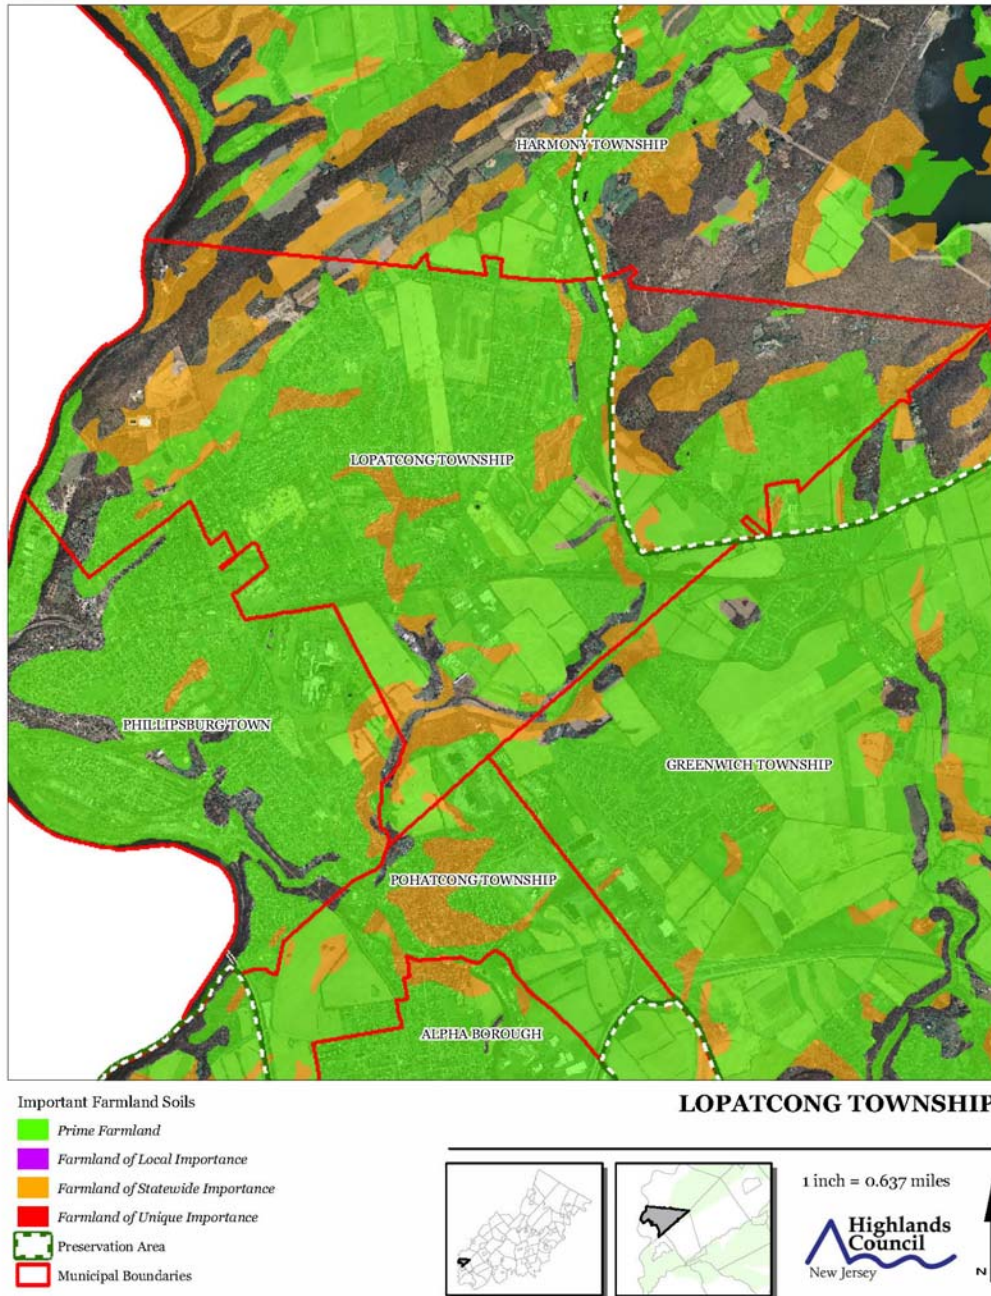 HARMONY TOWNSHIP
LOPATCONG TOWNSHIP
PHILLIPSBURG TOWN
GREENWICH TOWNSHIP
POHATCONG TOWNSHIP
ALPHA BOROUGH
Important Farmland Soils
Prime Farmland
Farmland of Local Importance
Farmland of Statewide Importance
Farmland of Unique Importance
Preservation Area
Municipal Boundaries
LOPATCONG TOWNSHIP
1 inch = 0.637 miles
Highlands
Council
New Jersey
N